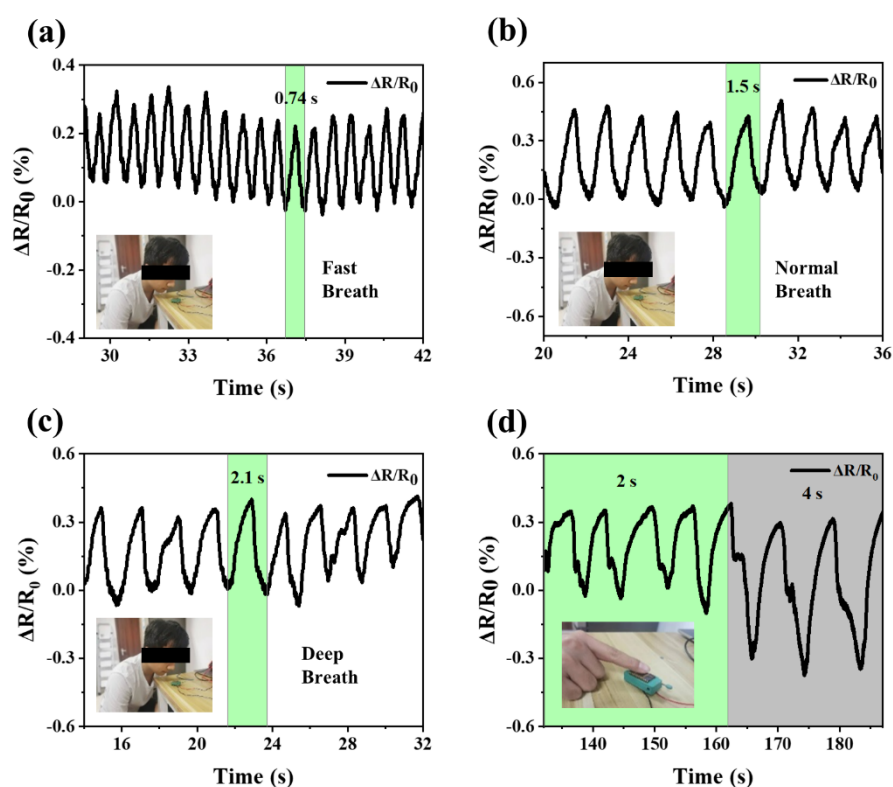 (a)
ΔR/R0
0.74 s
Fast
Breath
0.4
0.2
0.0
-0.2
-0.4
30 33 36 39 42
Time (s)
ΔR/R0 (%)
(b)
ΔR/R0
1.5 s
Normal
Breath
0.6
0.3
0.0
-0.3
-0.6
20 24 28 32 36
Time (s)
ΔR/R0 (%)
(c)
ΔR/R0
2.1 s
Deep
Breath
0.6
0.3
0.0
-0.3
-0.6
16 20 24 28 32
Time (s)
ΔR/R0 (%)
(d)
ΔR/R0
2 s
4 s
0.6
0.3
0.0
-0.3
-0.6
140 150 160 170 180
Time (s)
ΔR/R0 (%)